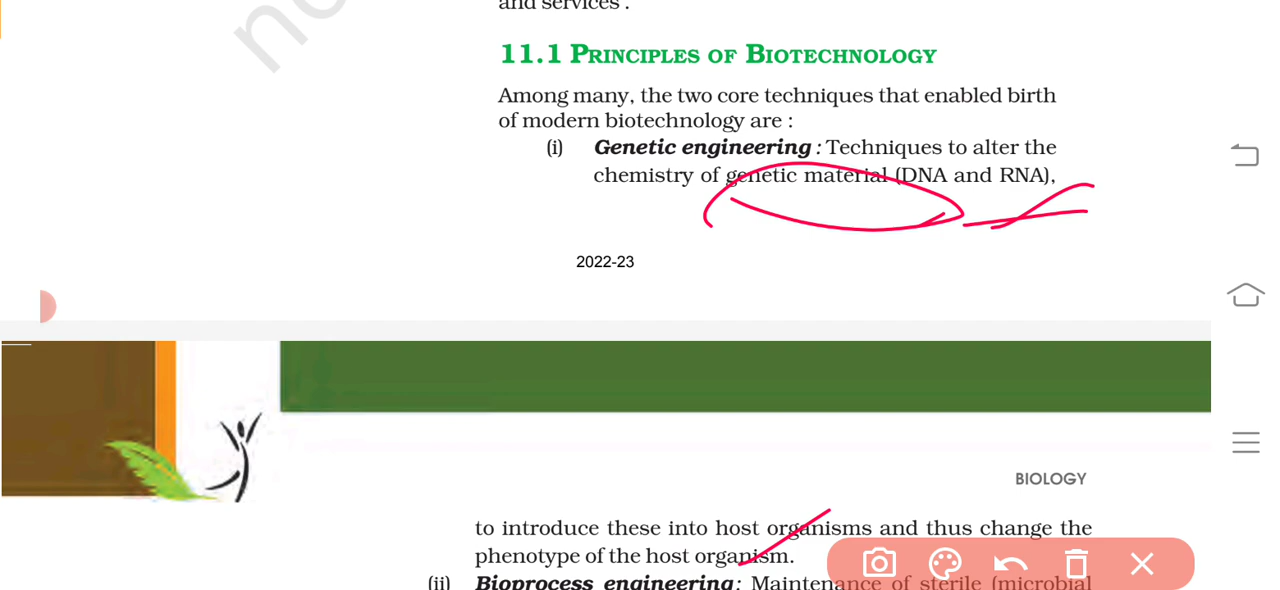 and services'.
11.1 PRINCIPLES OF BIOTECHNOLOGY
Among many, the two core techniques that enabled birth
of modern biotechnology are :
(i) Genetic engineering : Techniques to alter the
chemistry of genetic material (DNA and RNA),
2022-23
BIOLOGY
to introduce these into host organisms and thus change the
phenotype of the host organism.
(ii) Bioprocess engineering: Maintenance of sterile (microbial